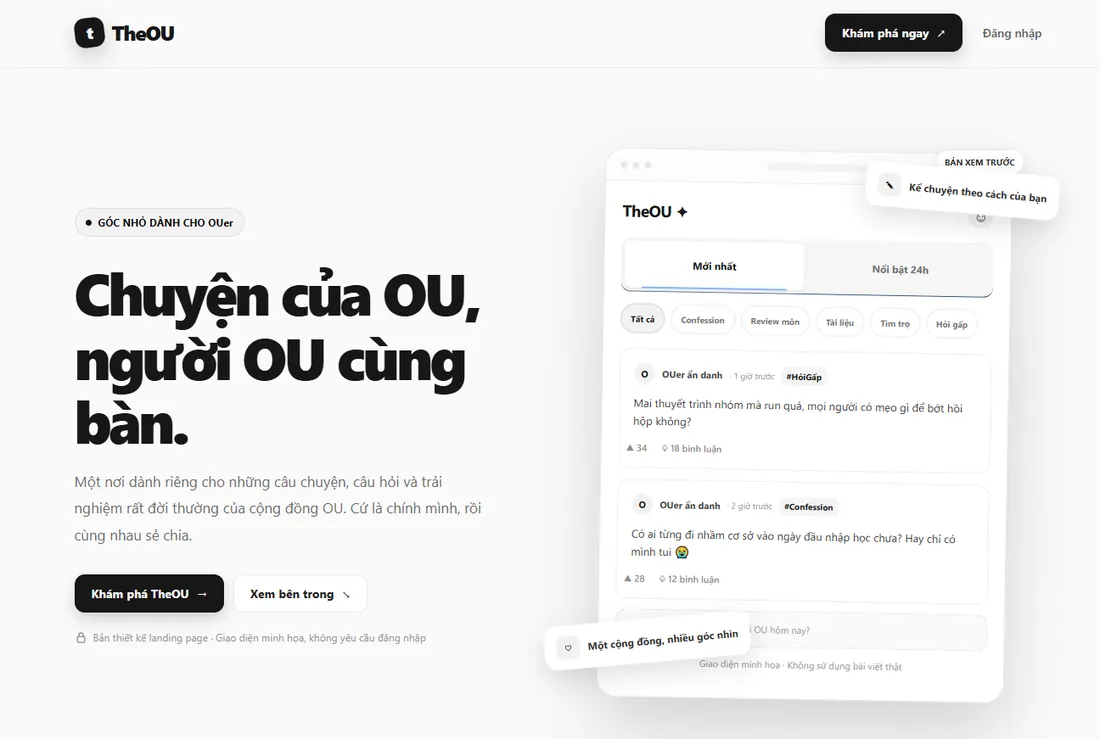 t TheOU
Khám phá ngay ↗
Đăng nhập
GÓC NHỎ DÀNH CHO OUer
Chuyện của OU,
người OU cùng
bàn.
Một nơi dành riêng cho những câu chuyện, câu hỏi và trải
nghiệm rất đời thường của cộng đồng OU. Cứ là chính mình, rồi
cùng nhau sẻ chia.
Khám phá TheOU →
Xem bên trong ↘
Bản thiết kế landing page · Giao diện minh họa, không yêu cầu đăng nhập
BẢN XEM TRƯỚC
Kể chuyện theo cách của bạn
TheOU ✦
Mới nhất
Nổi bật 24h
Tất cả
Confession
Review môn
Tài liệu
Tìm trọ
Hỏi gấp
O OUer ẩn danh · 1 giờ trước #HỏiGấp
Mai thuyết trình nhóm mà run quá, mọi người có mẹo gì để bớt hồi
hộp không?
▲ 34 18 bình luận
O OUer ẩn danh · 2 giờ trước #Confession
Có ai từng đi nhầm cơ sở vào ngày đầu nhập học chưa? Hay chỉ có
mình tui 😭
▲ 28 12 bình luận
OU hôm nay?
Một cộng đồng, nhiều góc nhìn
Giao diện minh họa · Không sử dụng bài viết thật